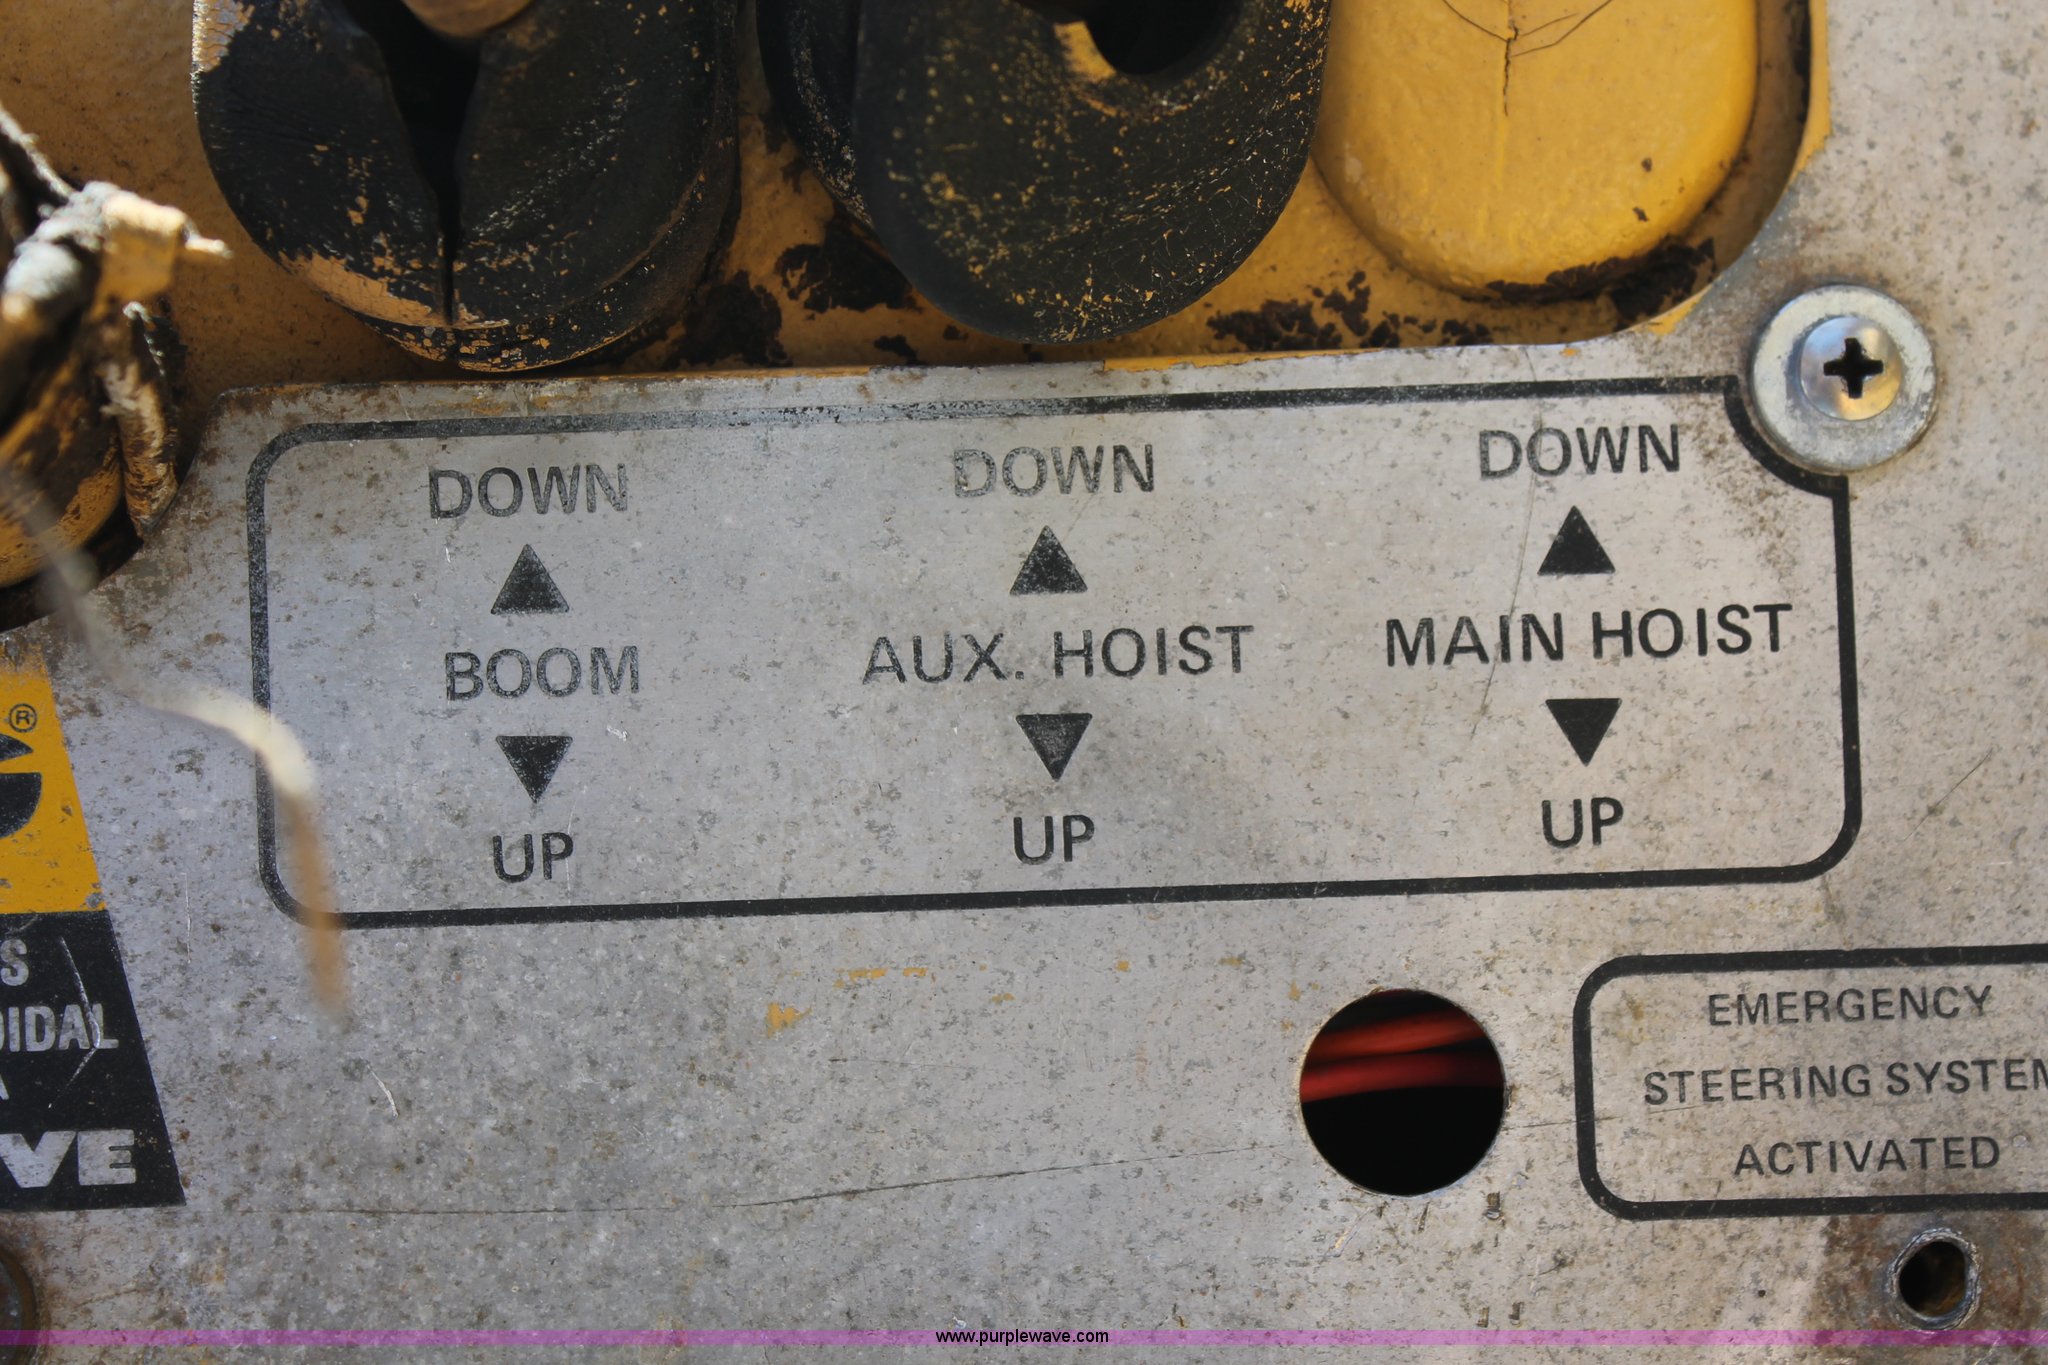 DOWN DOWN DOWN
BOOM AUX. HOIST MAIN HOIST
UP UP UP
®
EMERGENCY
STEERING SYSTEM
ACTIVATED
www.purplewave.com